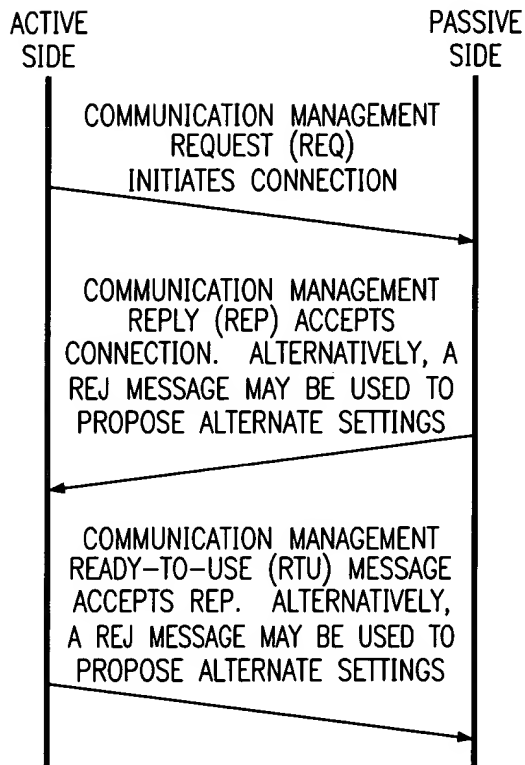 ACTIVE
SIDE
PASSIVE
SIDE
COMMUNICATION MANAGEMENT
REQUEST (REQ)
INITIATES CONNECTION
COMMUNICATION MANAGEMENT
REPLY (REP) ACCEPTS
CONNECTION. ALTERNATIVELY, A
REJ MESSAGE MAY BE USED TO
PROPOSE ALTERNATE SETTINGS
COMMUNICATION MANAGEMENT
READY-TO-USE (RTU) MESSAGE
ACCEPTS REP. ALTERNATIVELY,
A REJ MESSAGE MAY BE USED TO
PROPOSE ALTERNATE SETTINGS